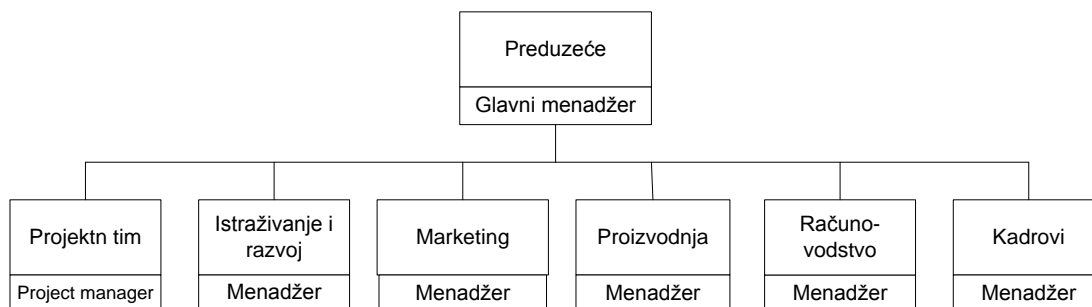 Preduzeće
Glavni menadžer
Projektn tim
Project manager
Istraživanje i
razvoj
Menadžer
Marketing
Menadžer
Proizvodnja
Menadžer
Računo-
vodstvo
Menadžer
Kadrovi
Menadžer